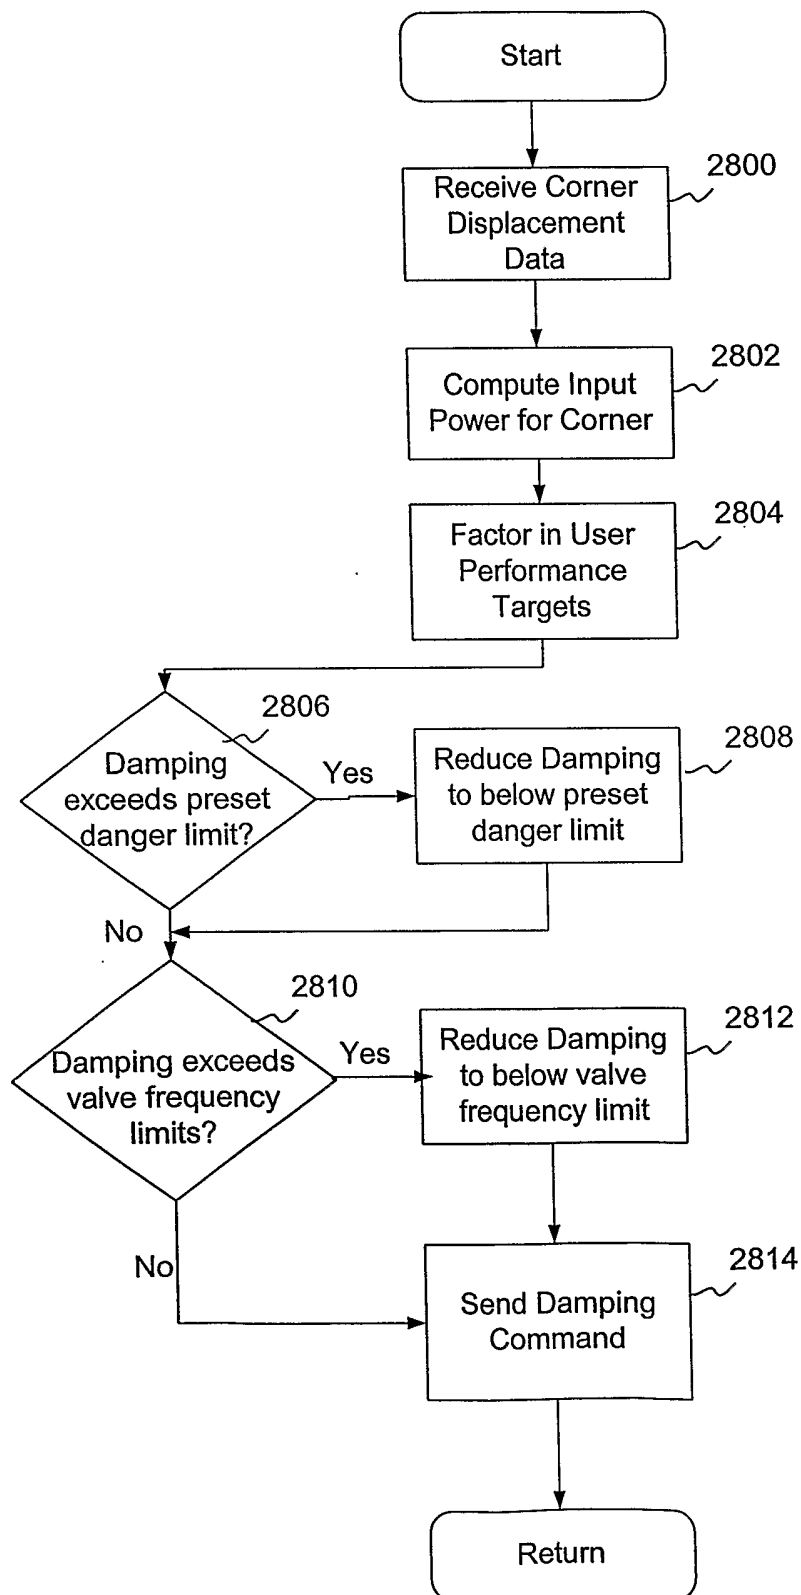 Start
2800
Receive Corner
Displacement
Data
2802
Compute Input
Power for Corner
2804
Factor in User
Performance
Targets
2806
Damping
exceeds preset
danger limit?
Yes
2808
Reduce Damping
to below preset
danger limit
No
2810
Damping exceeds
valve frequency
limits?
Yes
2812
Reduce Damping
to below valve
frequency limit
No
2814
Send Damping
Command
Return